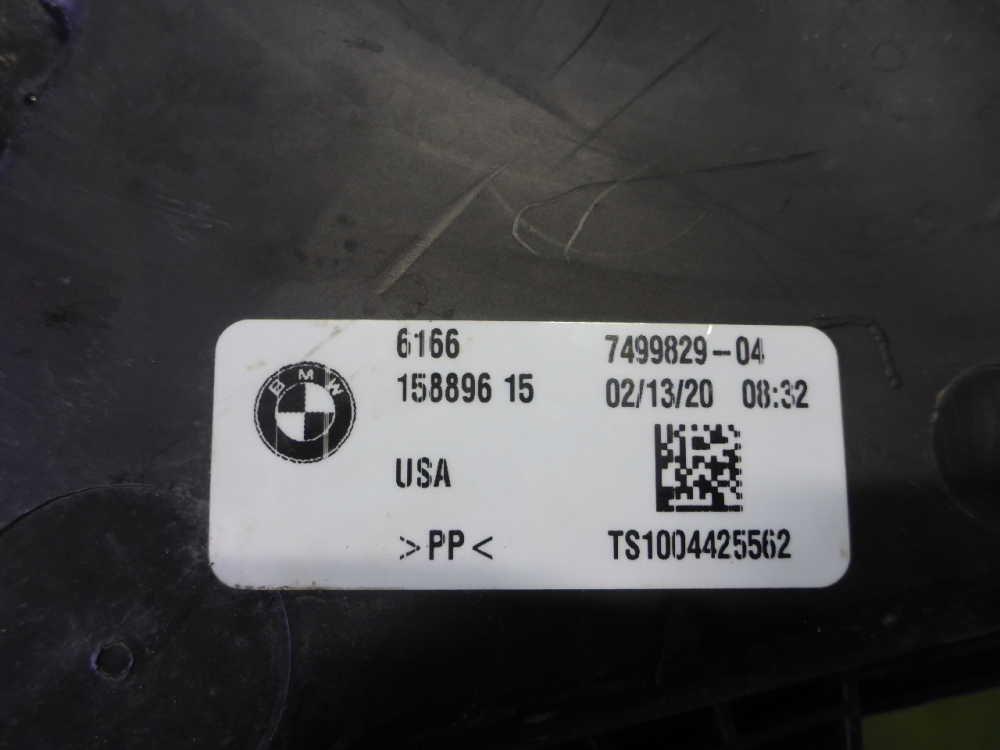 BMW
6166 7499829-04
158896 15 02/13/20 08:32
USA
>PP< TS1004425562